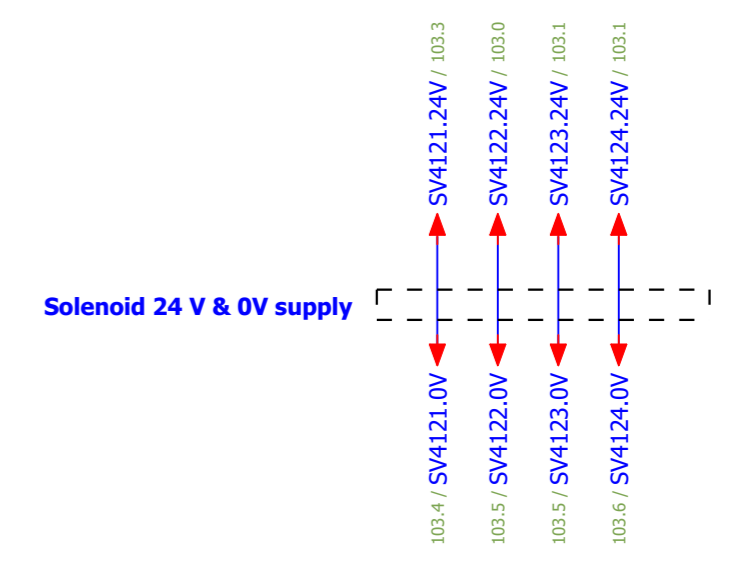 SV4121.24V / 103.3
SV4122.24V / 103.0
SV4123.24V / 103.1
SV4124.24V / 103.1
Solenoid 24 V & 0V supply
103.4 / SV4121.0V
103.5 / SV4122.0V
103.5 / SV4123.0V
103.6 / SV4124.0V